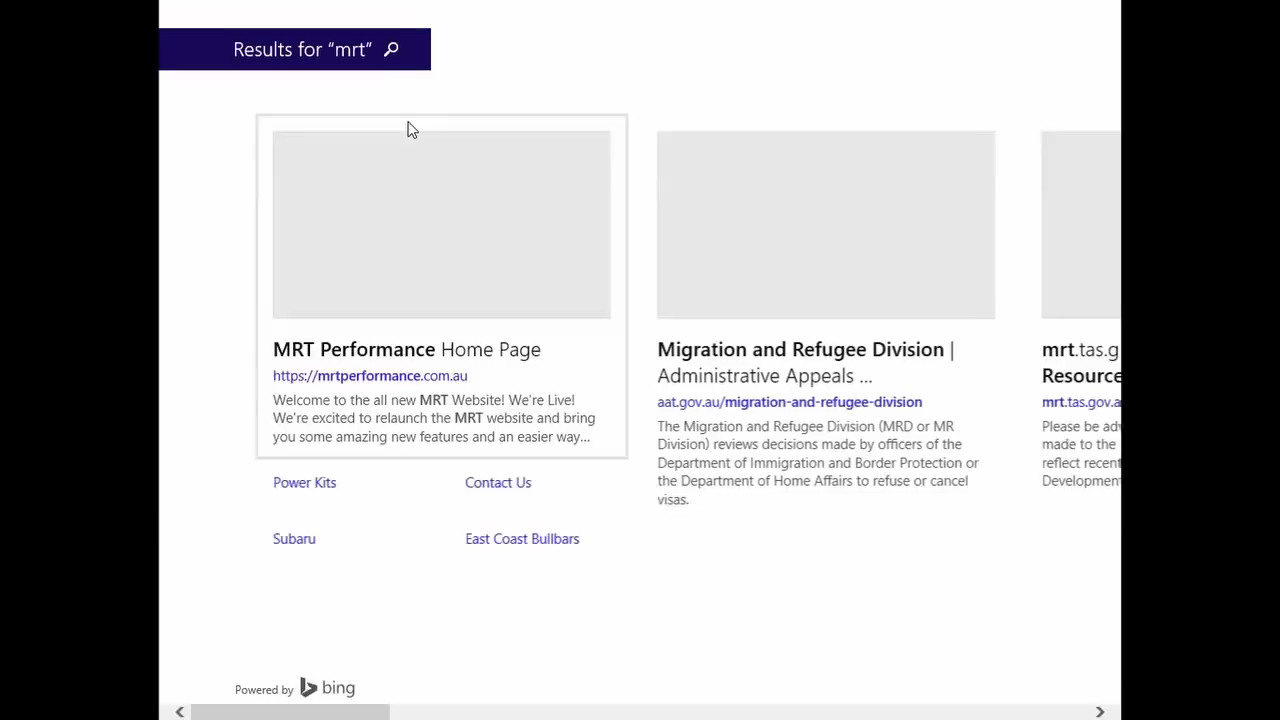 Results for “mrt”
MRT Performance Home Page
https://mrtperformance.com.au
Welcome to the all new MRT Website! We're Live!
We're excited to relaunch the MRT website and bring
you some amazing new features and an easier way...
Power Kits
Contact Us
Subaru
East Coast Bullbars
Migration and Refugee Division |
Administrative Appeals ...
aat.gov.au/migration-and-refugee-division
The Migration and Refugee Division (MRD or MR
Division) reviews decisions made by officers of the
Department of Immigration and Border Protection or
the Department of Home Affairs to refuse or cancel
visas.
mrt.tas.g
Resource
mrt.tas.gov.a
Please be adv
made to the
reflect recent
Development
Powered by bing